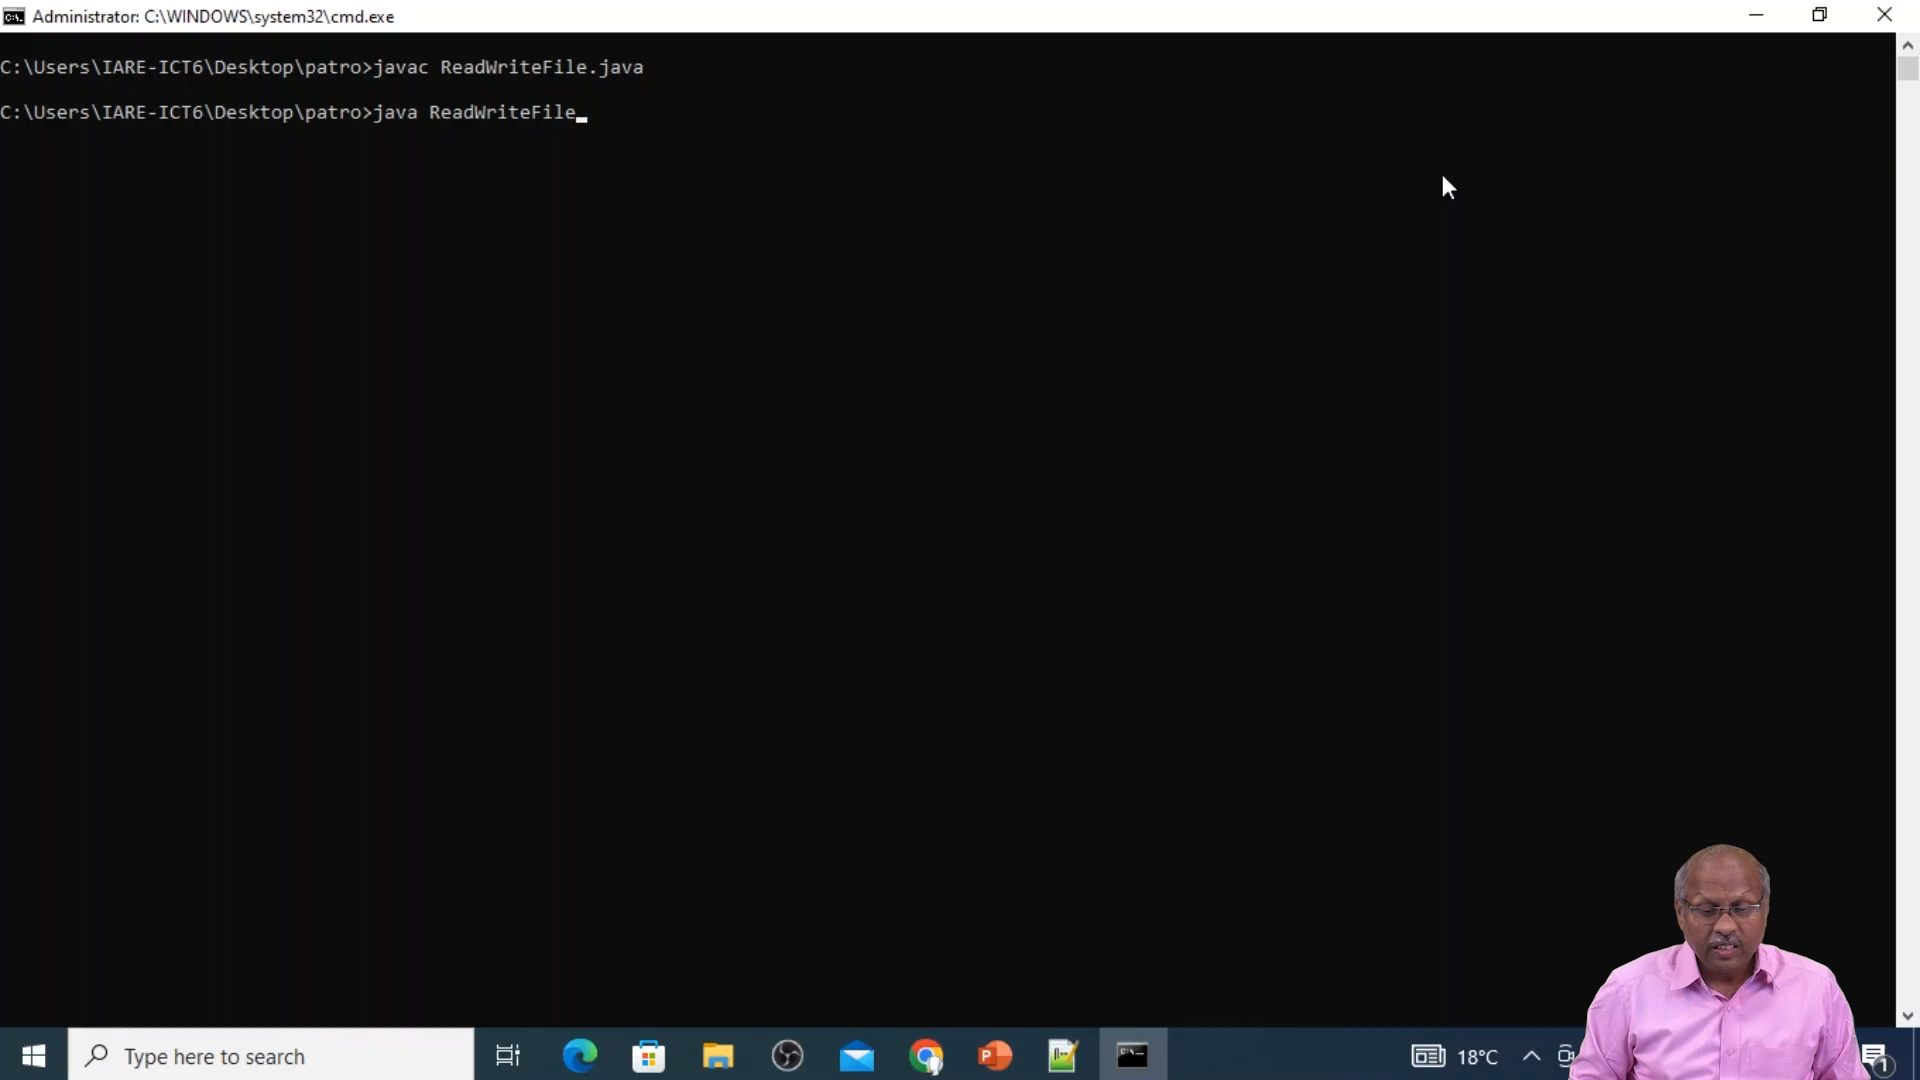 Administrator: C:\WINDOWS\system32\cmd.exe
C:\Users\IARE-ICT6\Desktop\patro>javac ReadWriteFile.java
C:\Users\IARE-ICT6\Desktop\patro>java ReadWriteFile
Type here to search
18°C
1